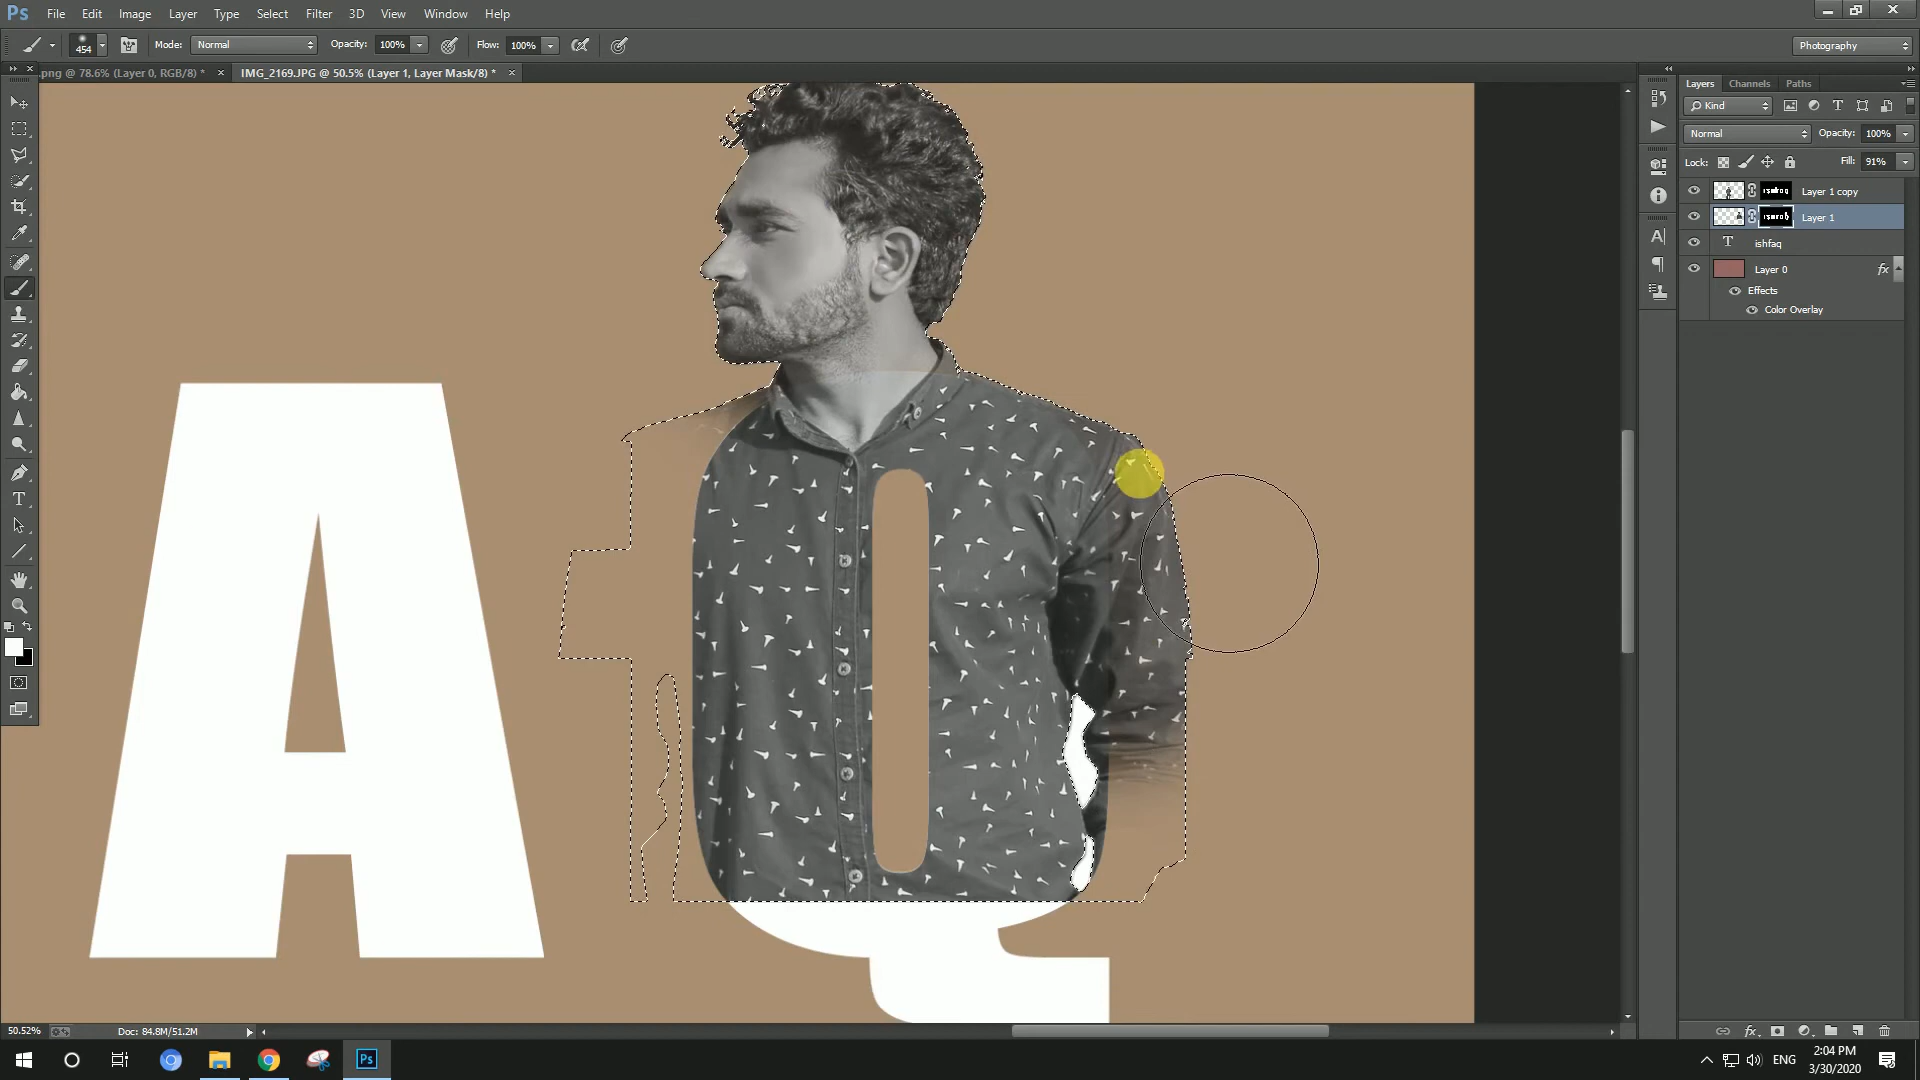 Ps File Edit Image Layer Type Select Filter 3D View Window Help
454 Mode: Normal Opacity: 100% Flow: 100% Photography
.png @ 78.6% (Layer 0, RGB/8) * × IMG_2169.JPG @ 50.5% (Layer 1, Layer Mask/8) * ×
Layers Channels Paths
Kind
Normal Opacity: 100%
Lock: Fill: 91%
Layer 1 copy
Layer 1
T ishfaq
Layer 0 fx
Effects
Color Overlay
AQ
50.52% Doc: 84.8M/51.2M
Ps ENG 2:04 PM
3/30/2020